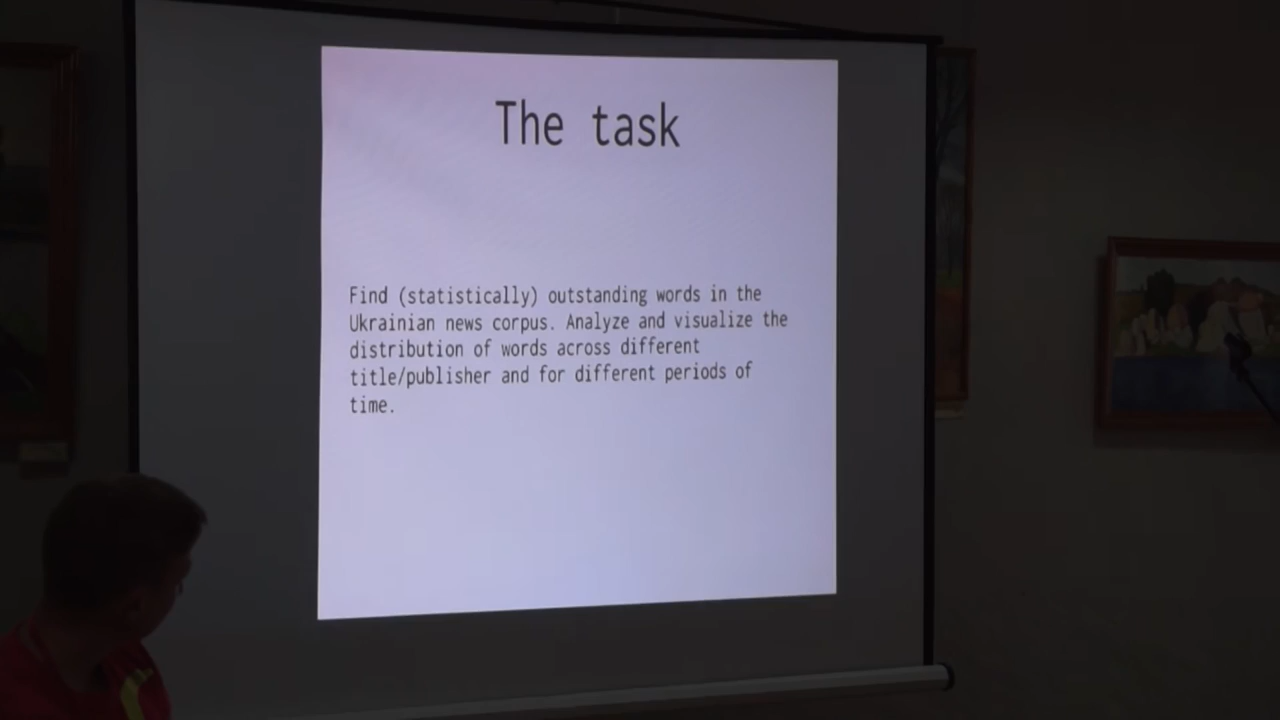 The task
Find (statistically) outstanding words in the
Ukrainian news corpus. Analyze and visualize the
distribution of words across different
title/publisher and for different periods of
time.